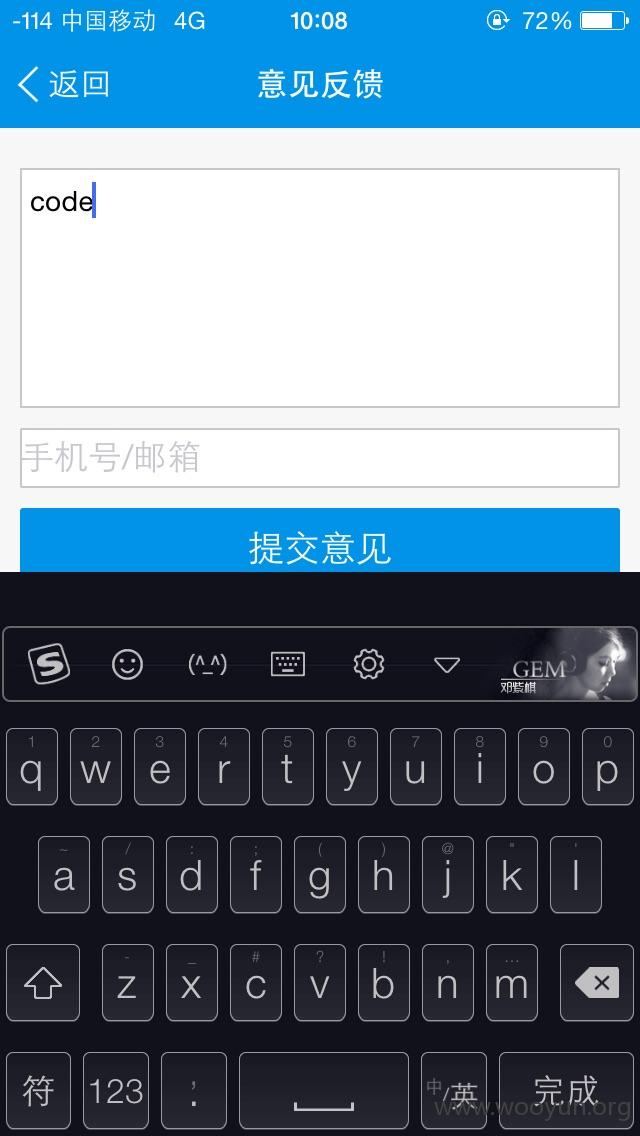 -114 中国移动 4G 10:08 72%
返回 意见反馈
code
手机号/邮箱
提交意见
S (^_^) GEM
邓紫棋
1 2 3 4 5 6 7 8 9 0
q w e r t y u i o p
~ / : ; ( ) @ " '
a s d f g h j k l
- _ # ? ! , ...
z x c v b n m
符 123 , . 中/英 完成
www.wooyun.org